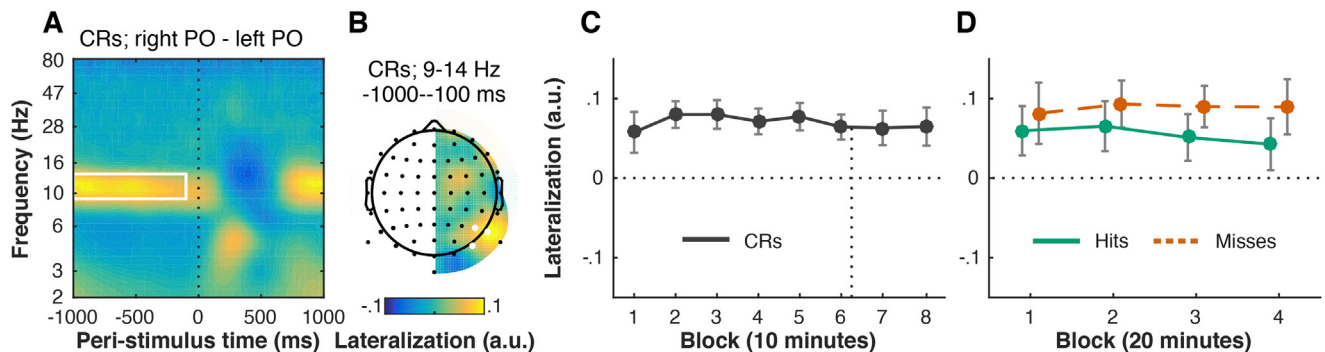 A
CRs; right PO - left PO
Frequency (Hz)
80
47
28
16
10
6
3
2
-1000
-500
0
500
1000
Peri-stimulus time (ms)
B
CRs; 9-14 Hz
-1000--100 ms
-.1
.1
Lateralization (a.u.)
C
Lateralization (a.u.)
.1
0
-.1
CRs
1 2 3 4 5 6 7 8
Block (10 minutes)
D
.1
0
-.1
Hits
Misses
1 2 3 4
Block (20 minutes)